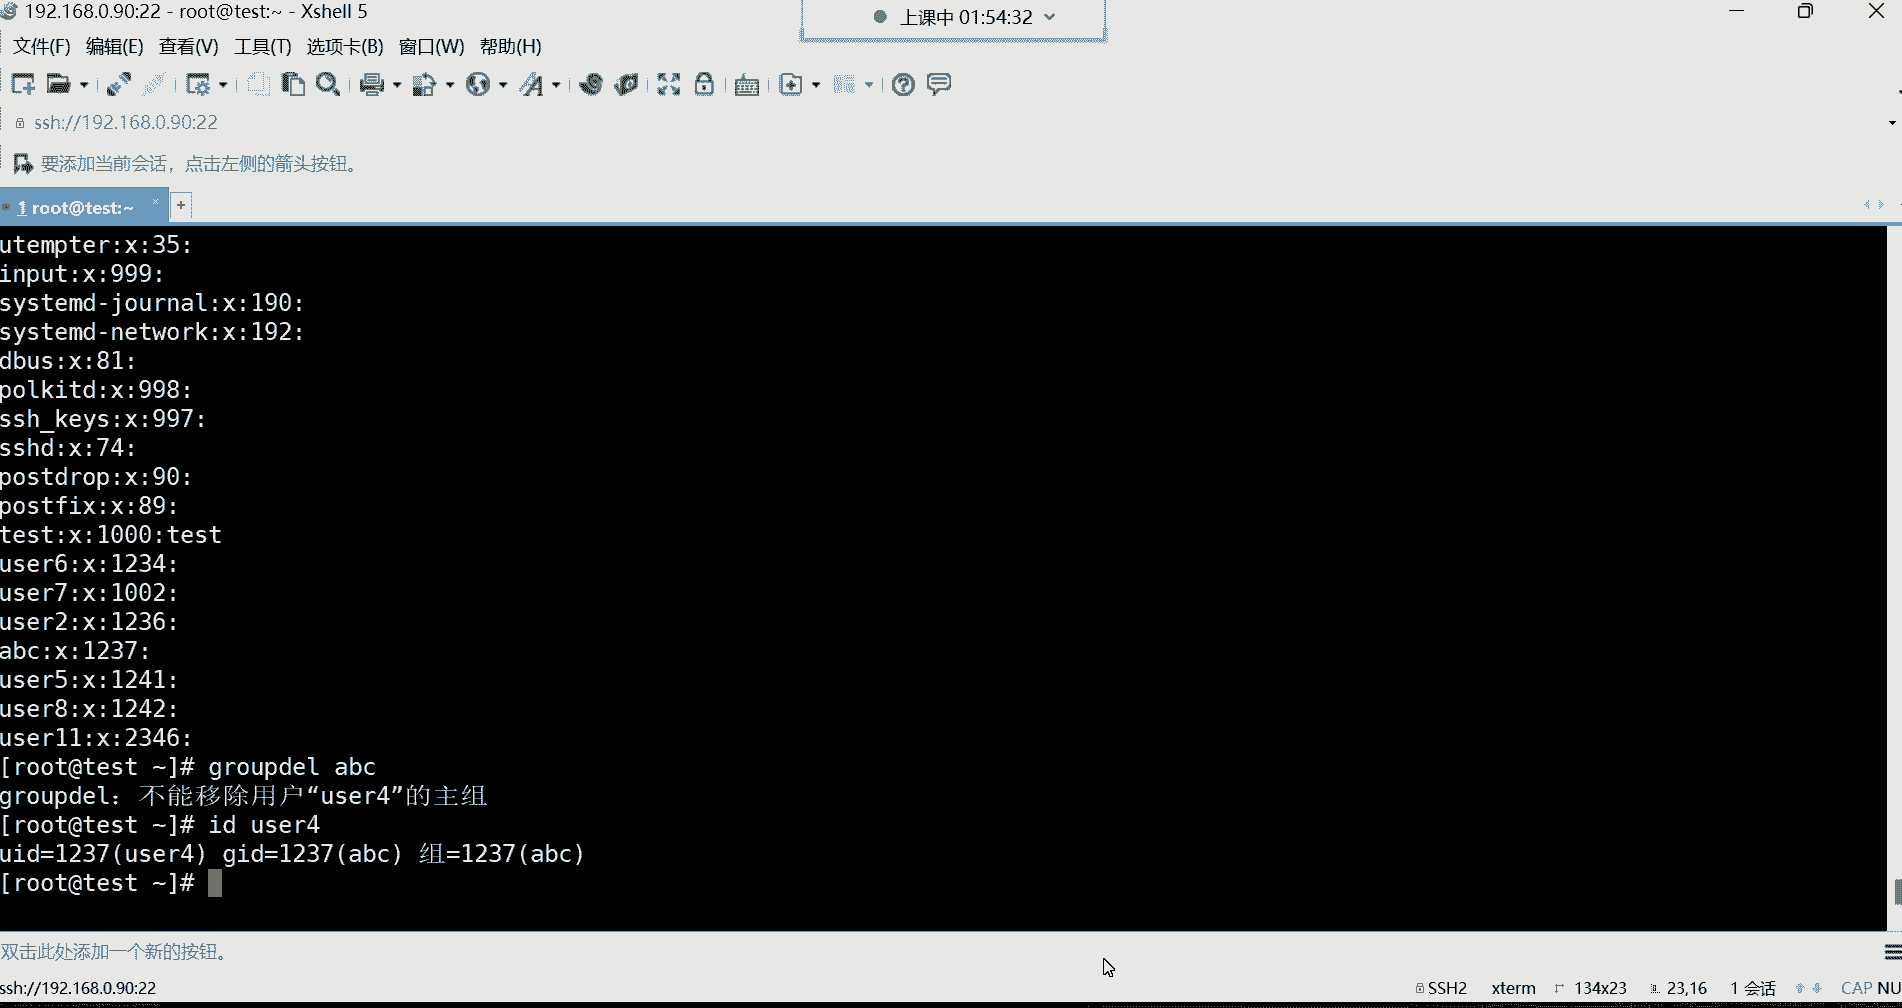 192.168.0.90:22 - root@test:~ - Xshell 5
上课中 01:54:32
文件(F) 编辑(E) 查看(V) 工具(T) 选项卡(B) 窗口(W) 帮助(H)
ssh://192.168.0.90:22
要添加当前会话，点击左侧的箭头按钮。
1 root@test:~ × +
utempter:x:35:
input:x:999:
systemd-journal:x:190:
systemd-network:x:192:
dbus:x:81:
polkitd:x:998:
ssh_keys:x:997:
sshd:x:74:
postdrop:x:90:
postfix:x:89:
test:x:1000:test
user6:x:1234:
user7:x:1002:
user2:x:1236:
abc:x:1237:
user5:x:1241:
user8:x:1242:
user11:x:2346:
[root@test ~]# groupdel abc
groupdel：不能移除用户“user4”的主组
[root@test ~]# id user4
uid=1237(user4) gid=1237(abc) 组=1237(abc)
[root@test ~]#
双击此处添加一个新的按钮。
ssh://192.168.0.90:22 SSH2 xterm 134x23 23,16 1 会话 CAP NU